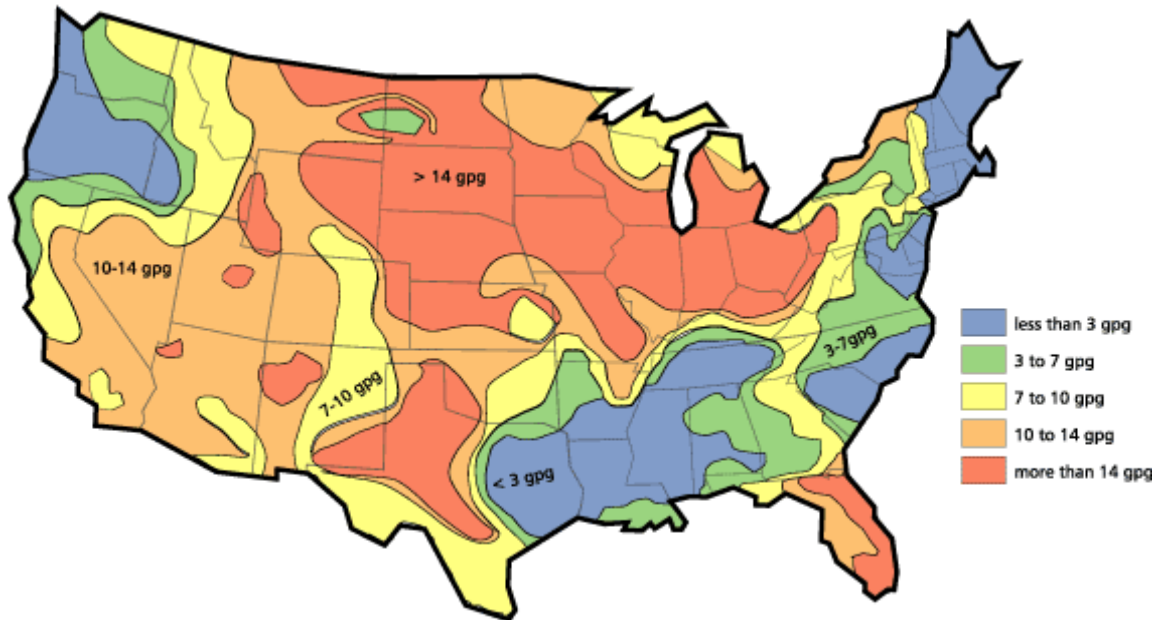 > 14 gpg
10-14 gpg
3-7gpg
7-10 gpg
< 3 gpg
less than 3 gpg
3 to 7 gpg
7 to 10 gpg
10 to 14 gpg
more than 14 gpg